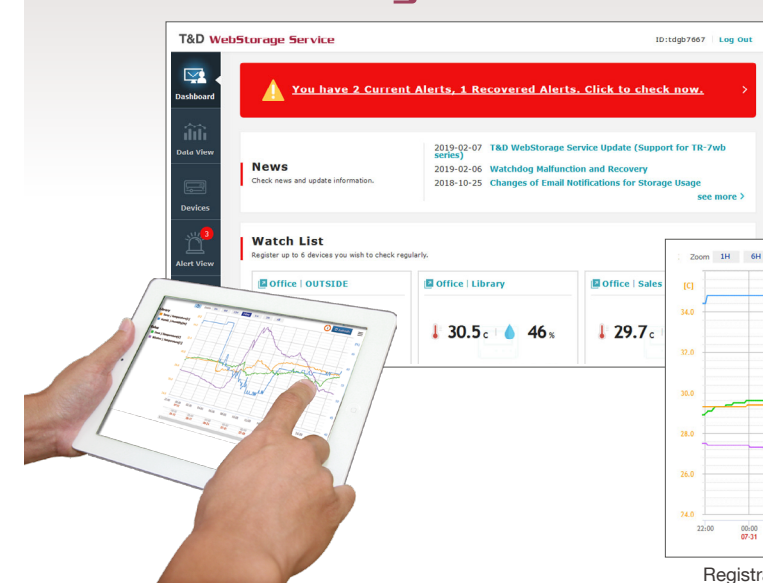 T&D WebStorage Service
ID:tdgb7667 Log Out
Dashboard
You have 2 Current Alerts, 1 Recovered Alerts. Click to check now.
Data View
News
Check news and update information.
2019-02-07 T&D WebStorage Service Update (Support for TR-7wb series)
2019-02-06 Watchdog Malfunction and Recovery
2018-10-25 Changes of Email Notifications for Storage Usage
see more >
Devices
3
Alert View
Watch List
Register up to 6 devices you wish to check regularly.
Office | OUTSIDE
Office | Library
30.5 c
46 %
Office | Sales
29.7 c
Zoom 1H 6H
[C]
14.0
32.0
30.0
28.0
26.0
74.0
22:00
00:00
07-31
Registra